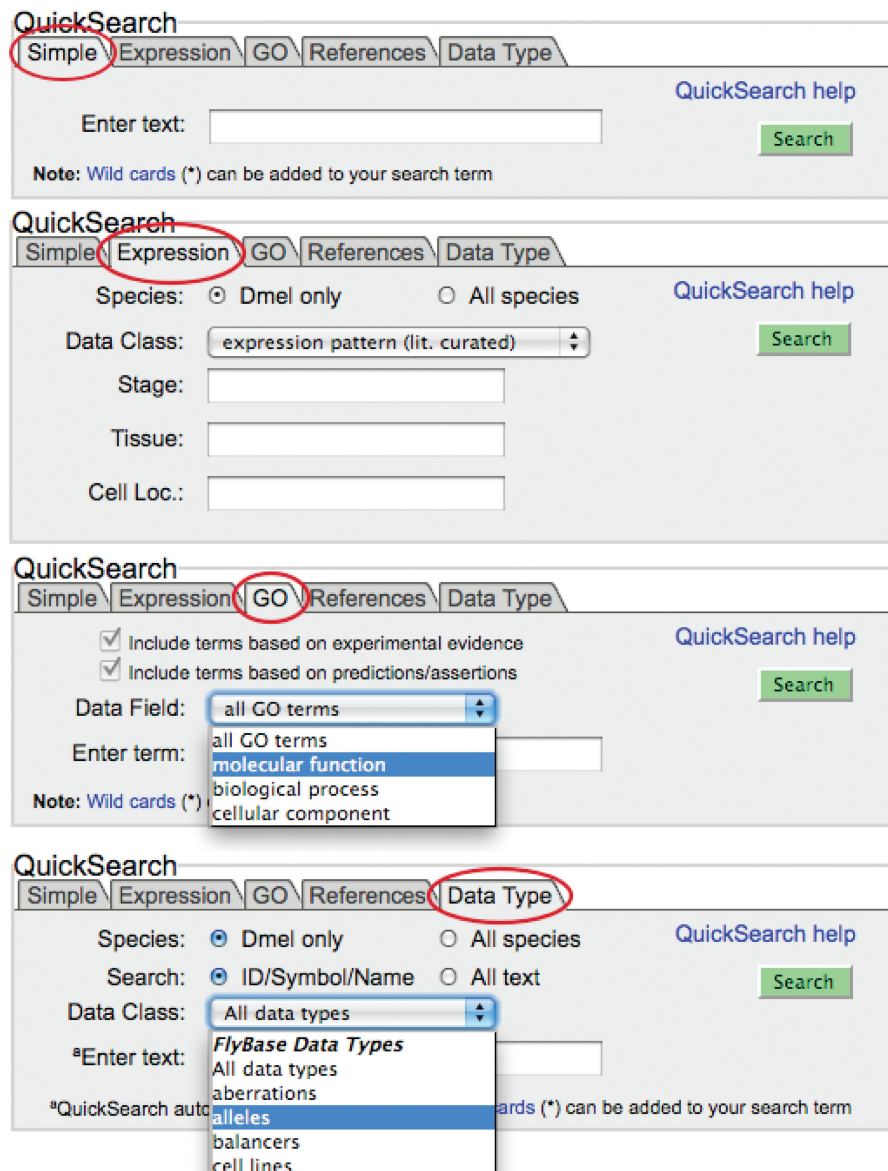 QuickSearch
Simple Expression GO References Data Type
QuickSearch help
Enter text:
Search
Note: Wild cards (*) can be added to your search term
QuickSearch
Simple Expression GO References Data Type
Species: Dmel only All species QuickSearch help
Data Class: expression pattern (lit. curated) Search
Stage:
Tissue:
Cell Loc.:
QuickSearch
Simple Expression GO References Data Type
Include terms based on experimental evidence QuickSearch help
Include terms based on predictions/assertions
Search
Data Field: all GO terms
all GO terms
Enter term:
molecular function
biological process
Note: Wild cards (*)
cellular component
QuickSearch
Simple Expression GO References Data Type
Species: Dmel only All species QuickSearch help
Search: ID/Symbol/Name All text Search
Data Class: All data types
FlyBase Data Types
ªEnter text:
All data types
aberrations
ªQuickSearch auto ards (*) can be added to your search term
alleles
balancers
cell lines